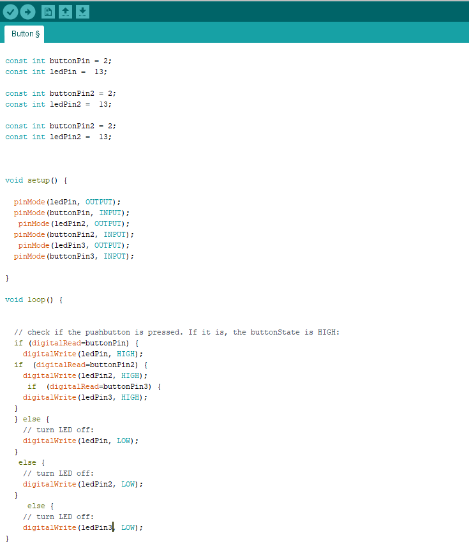 Button §
const int buttonPin = 2;
const int ledPin =  13;
const int buttonPin2 = 2;
const int ledPin2 =  13;
const int buttonPin2 = 2;
const int ledPin2 =  13;
void setup() {
pinMode(ledPin, OUTPUT);
pinMode(buttonPin, INPUT);
pinMode(ledPin2, OUTPUT);
pinMode(buttonPin2, INPUT);
pinMode(ledPin3, OUTPUT);
pinMode(buttonPin3, INPUT);
}
void loop() {
// check if the pushbutton is pressed. If it is, the buttonState is HIGH:
if (digitalRead=buttonPin) {
digitalWrite(ledPin, HIGH);
if  (digitalRead=buttonPin2) {
digitalWrite(ledPin2, HIGH);
if  (digitalRead=buttonPin3) {
digitalWrite(ledPin3, HIGH);
}
} else {
// turn LED off:
digitalWrite(ledPin, LOW);
}
else {
// turn LED off:
digitalWrite(ledPin2, LOW);
}
else {
// turn LED off:
digitalWrite(ledPin3, LOW);
}